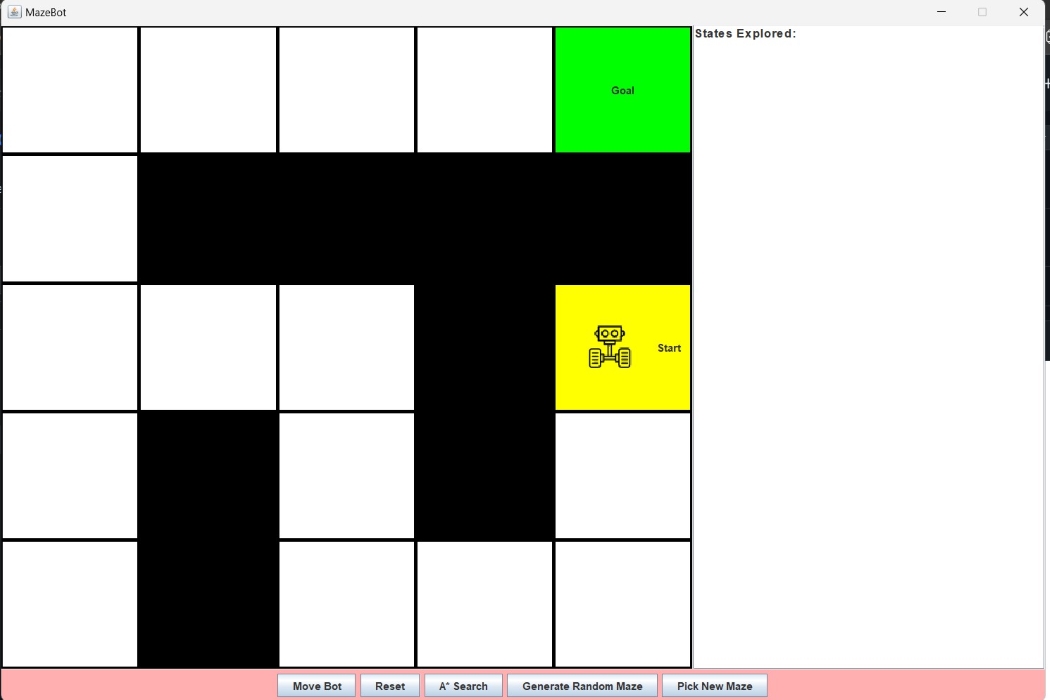 MazeBot
States Explored:
Goal
Start
Move Bot
Reset
A* Search
Generate Random Maze
Pick New Maze